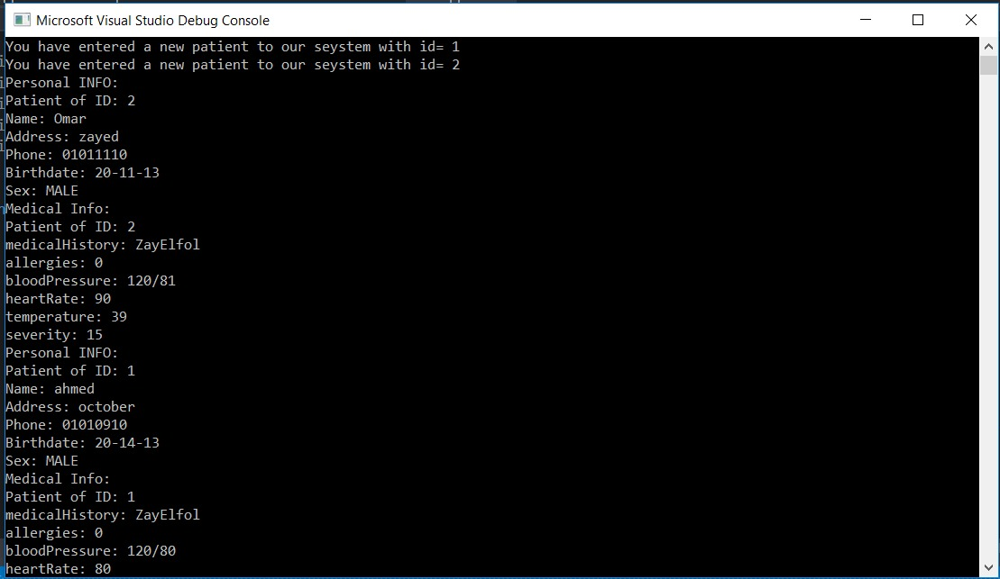 Microsoft Visual Studio Debug Console
You have entered a new patient to our seystem with id= 1
You have entered a new patient to our seystem with id= 2
Personal INFO:
Patient of ID: 2
Name: Omar
Address: zayed
Phone: 01011110
Birthdate: 20-11-13
Sex: MALE
Medical Info:
Patient of ID: 2
medicalHistory: ZayElfol
allergies: 0
bloodPressure: 120/81
heartRate: 90
temperature: 39
severity: 15
Personal INFO:
Patient of ID: 1
Name: ahmed
Address: october
Phone: 01010910
Birthdate: 20-14-13
Sex: MALE
Medical Info:
Patient of ID: 1
medicalHistory: ZayElfol
allergies: 0
bloodPressure: 120/80
heartRate: 80